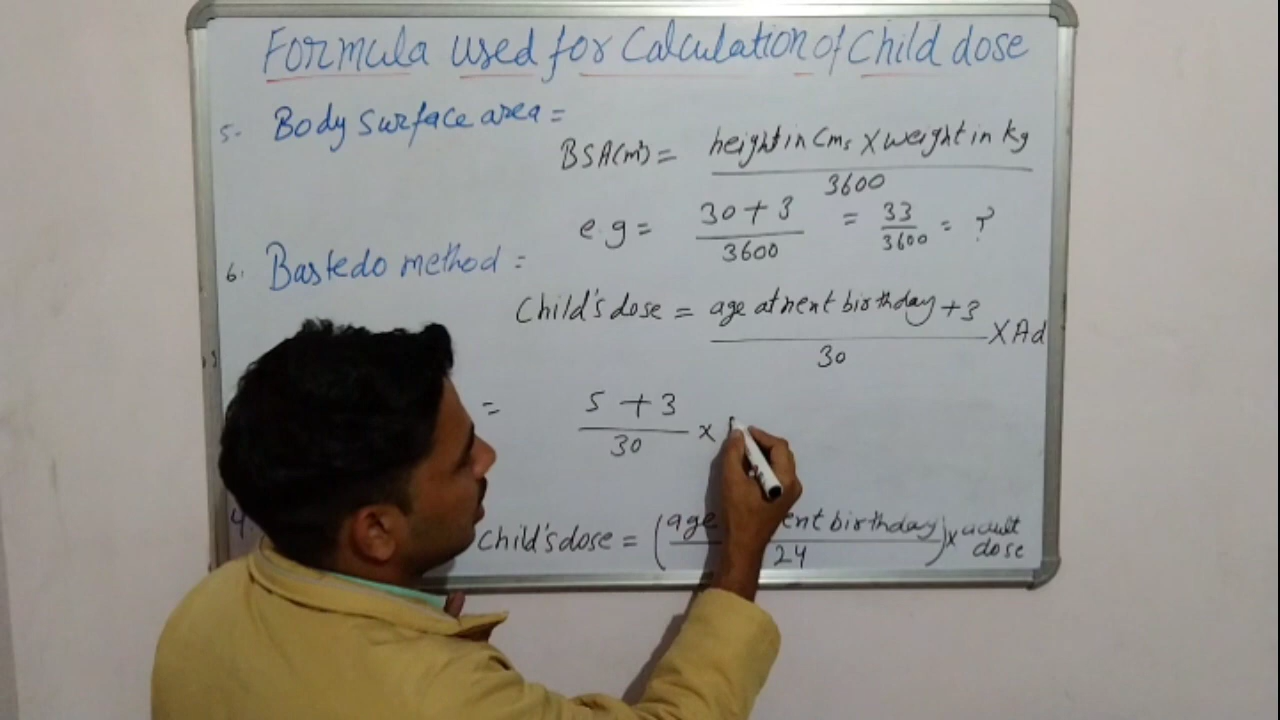 Formula used for Calculation of Child dose
5. Body surface area =
BSA(m²) = height in Cms X weight in kg
3600
e.g = 30 + 3 = 33 = ?
3600 3600
6. Bastedo method =
Child's dose = age at next birthday + 3 X Ad
30
= 5 + 3 X
30
Child's dose = (age ent birthday) x adult dose
24